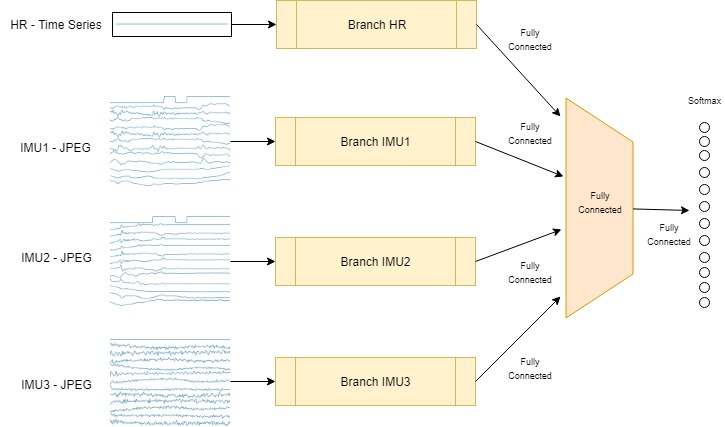 HR - Time Series
Branch HR
Fully
Connected
Softmax
IMU1 - JPEG
Branch IMU1
Fully
Connected
IMU2 - JPEG
Branch IMU2
Fully
Connected
Fully
Connected
Fully
Connected
IMU3 - JPEG
Branch IMU3
Fully
Connected